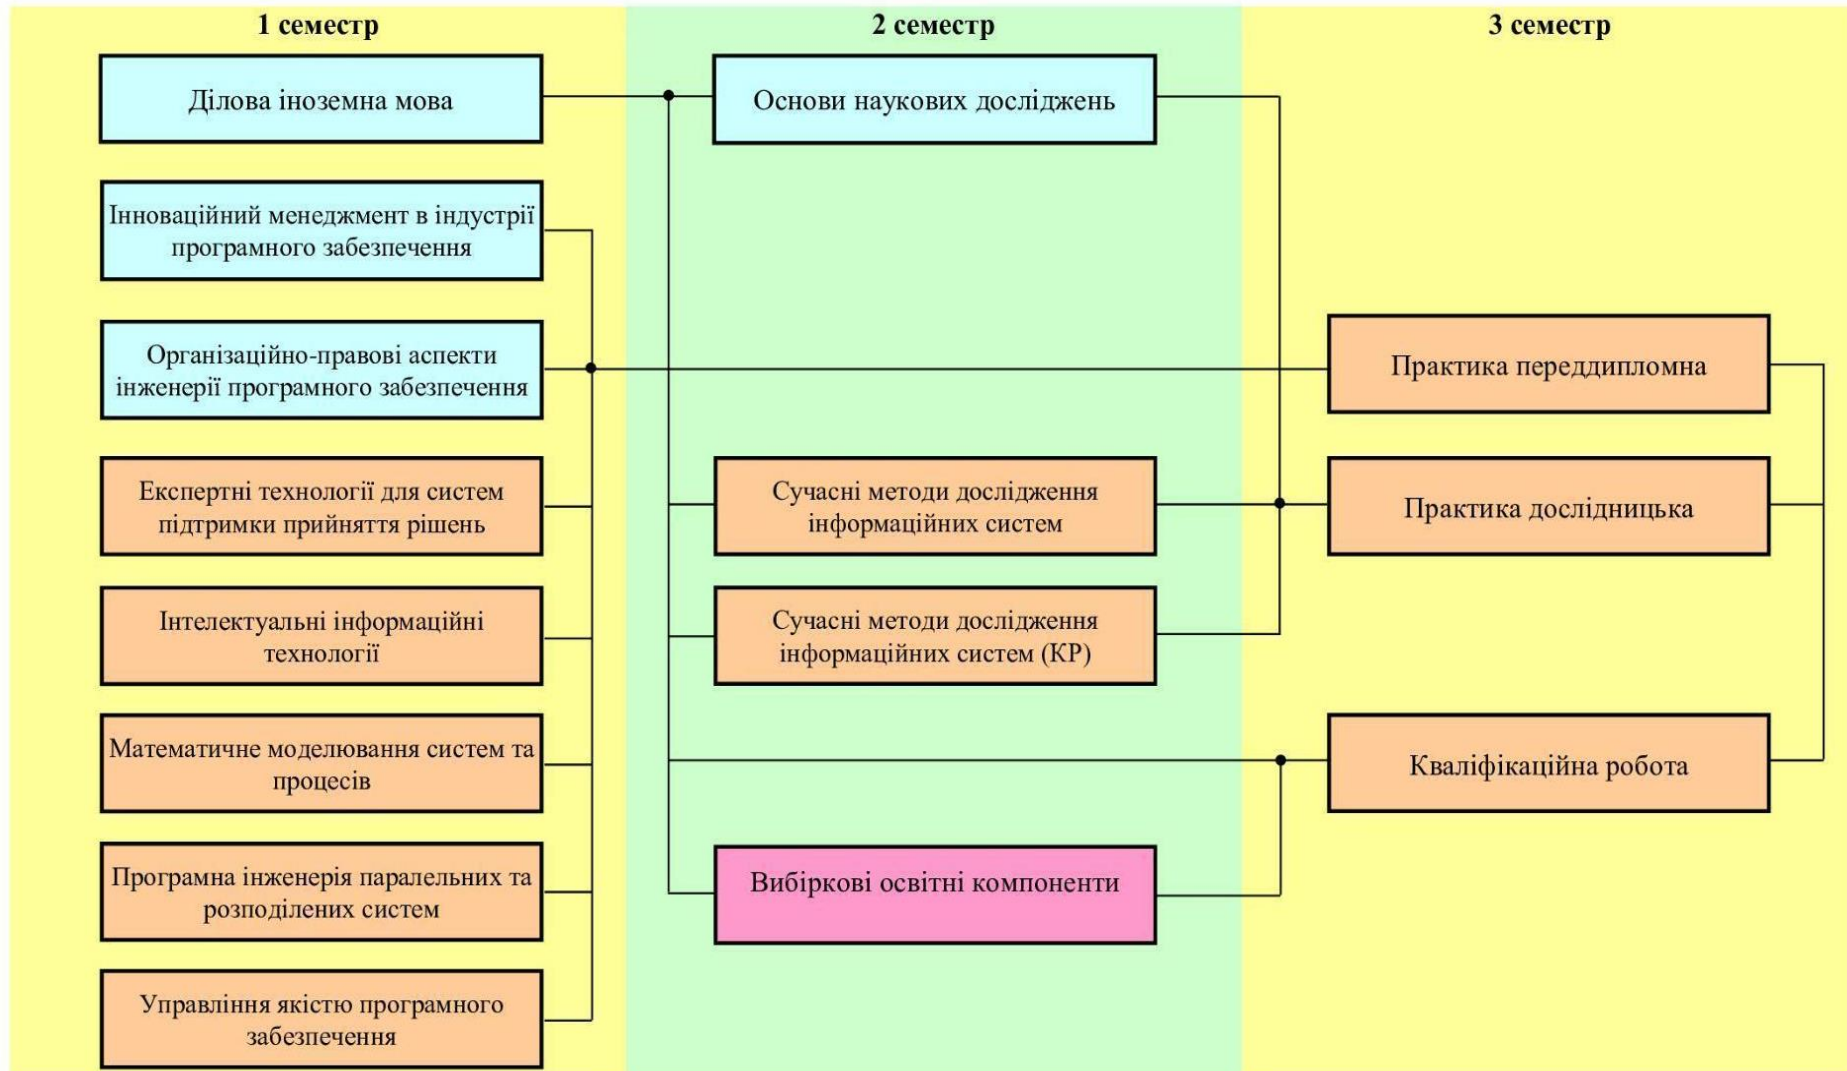 1 семестр
2 семестр
3 семестр
Ділова іноземна мова
Основи наукових досліджень
Інноваційний менеджмент в індустрії
програмного забезпечення
Організаційно-правові аспекти
інженерії програмного забезпечення
Практика переддипломна
Експертні технології для систем
підтримки прийняття рішень
Сучасні методи дослідження
інформаційних систем
Практика дослідницька
Інтелектуальні інформаційні
технології
Сучасні методи дослідження
інформаційних систем (КР)
Математичне моделювання систем та
процесів
Кваліфікаційна робота
Програмна інженерія паралельних та
розподілених систем
Вибіркові освітні компоненти
Управління якістю програмного
забезпечення